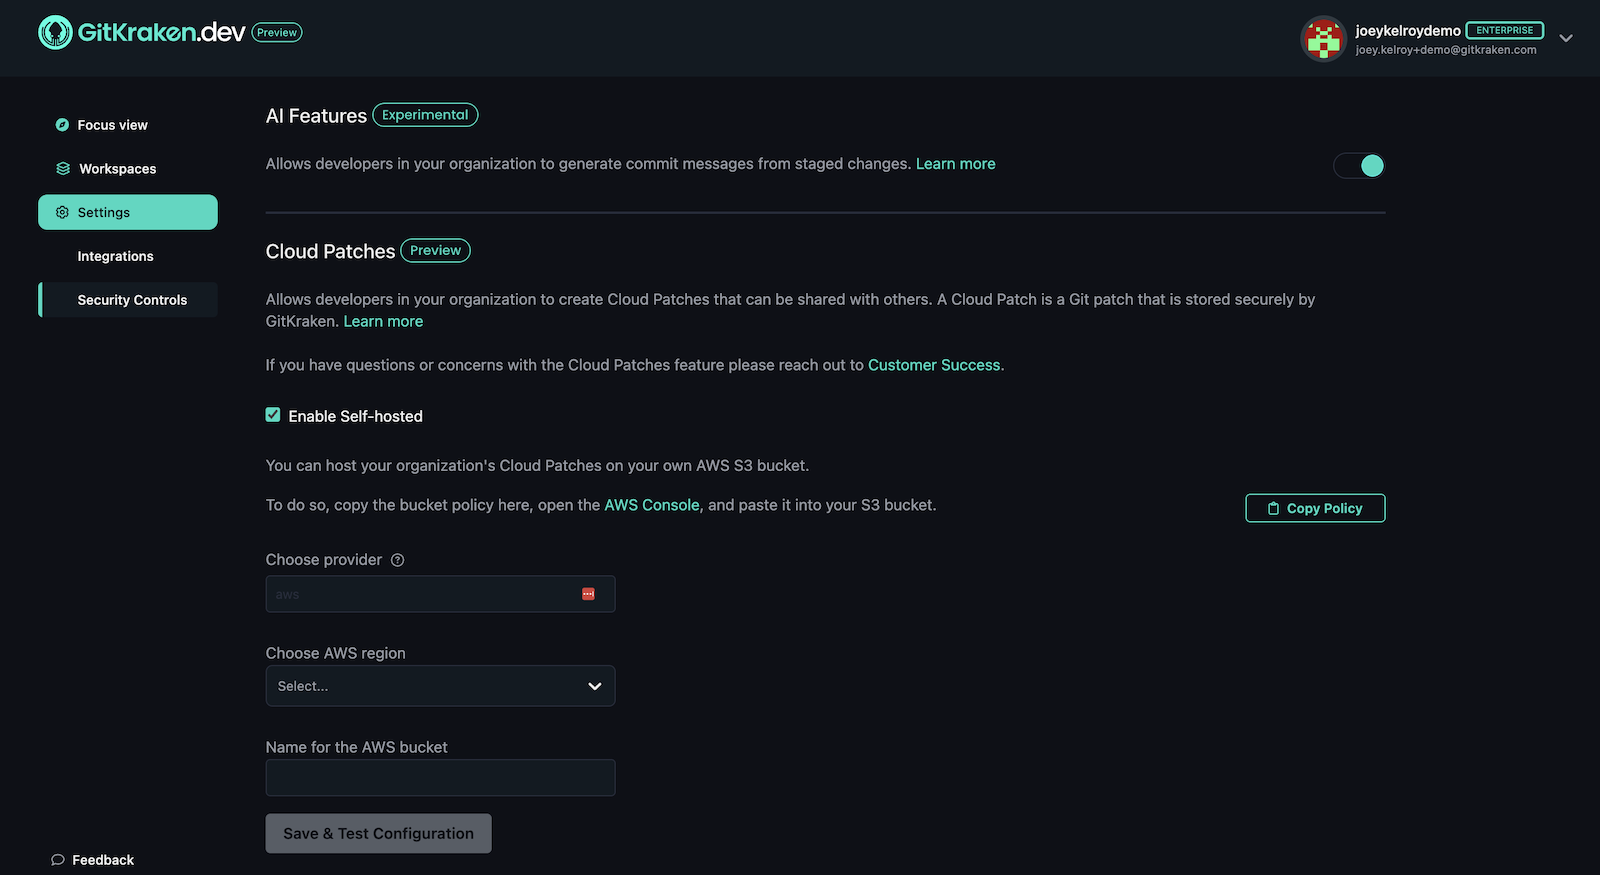 GitKraken.dev Preview
joeykelroydemo ENTERPRISE
joey.kelroy+demo@gitkraken.com
Focus view
Workspaces
Settings
Integrations
Security Controls
Feedback
AI Features Experimental
Allows developers in your organization to generate commit messages from staged changes. Learn more
Cloud Patches Preview
Allows developers in your organization to create Cloud Patches that can be shared with others. A Cloud Patch is a Git patch that is stored securely by
GitKraken. Learn more
If you have questions or concerns with the Cloud Patches feature please reach out to Customer Success.
Enable Self-hosted
You can host your organization's Cloud Patches on your own AWS S3 bucket.
To do so, copy the bucket policy here, open the AWS Console, and paste it into your S3 bucket.
Copy Policy
Choose provider
aws
Choose AWS region
Select...
Name for the AWS bucket
Save & Test Configuration